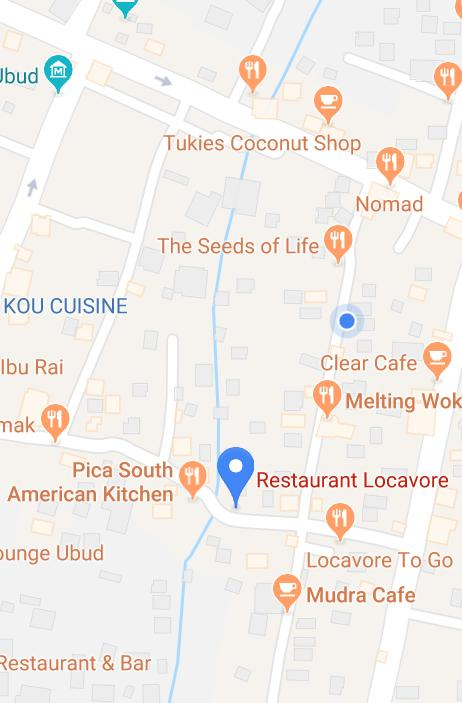 Ubud
Tukies Coconut Shop
Nomad
The Seeds of Life
KOU CUISINE
Clear Cafe
Ibu Rai
Melting Wok
mak
Pica South
American Kitchen
Restaurant Locavore
ounge Ubud
Locavore To Go
Mudra Cafe
Restaurant & Bar